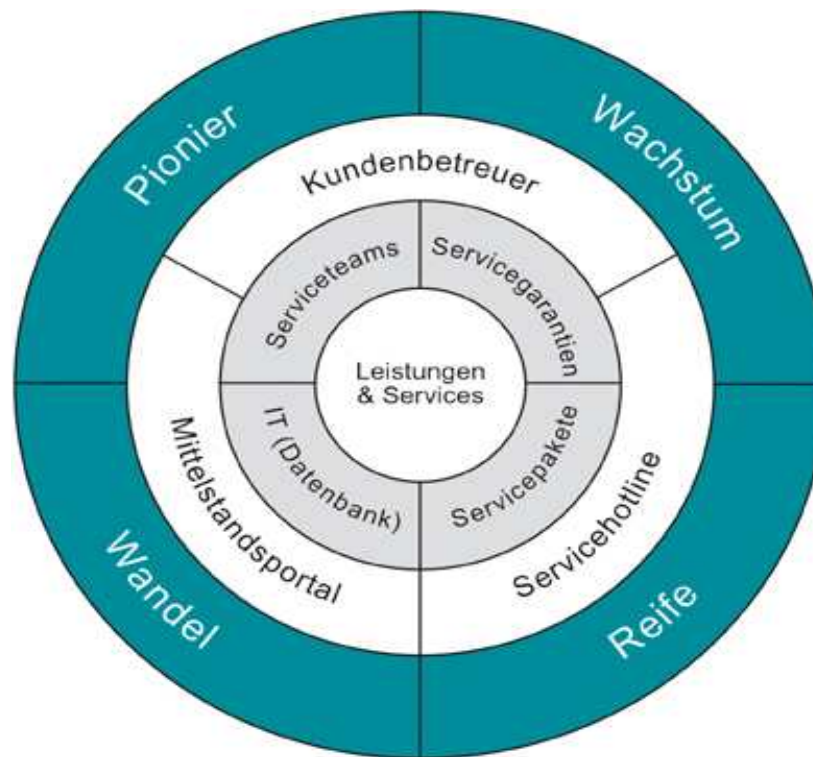 Pionier
Wachstum
Kundenbetreuer
Serviceteams
Servicegarantien
Leistungen
& Services
IT (Datenbank)
Servicepakete
Mittelstandsportal
Servicehotline
Wandel
Reife